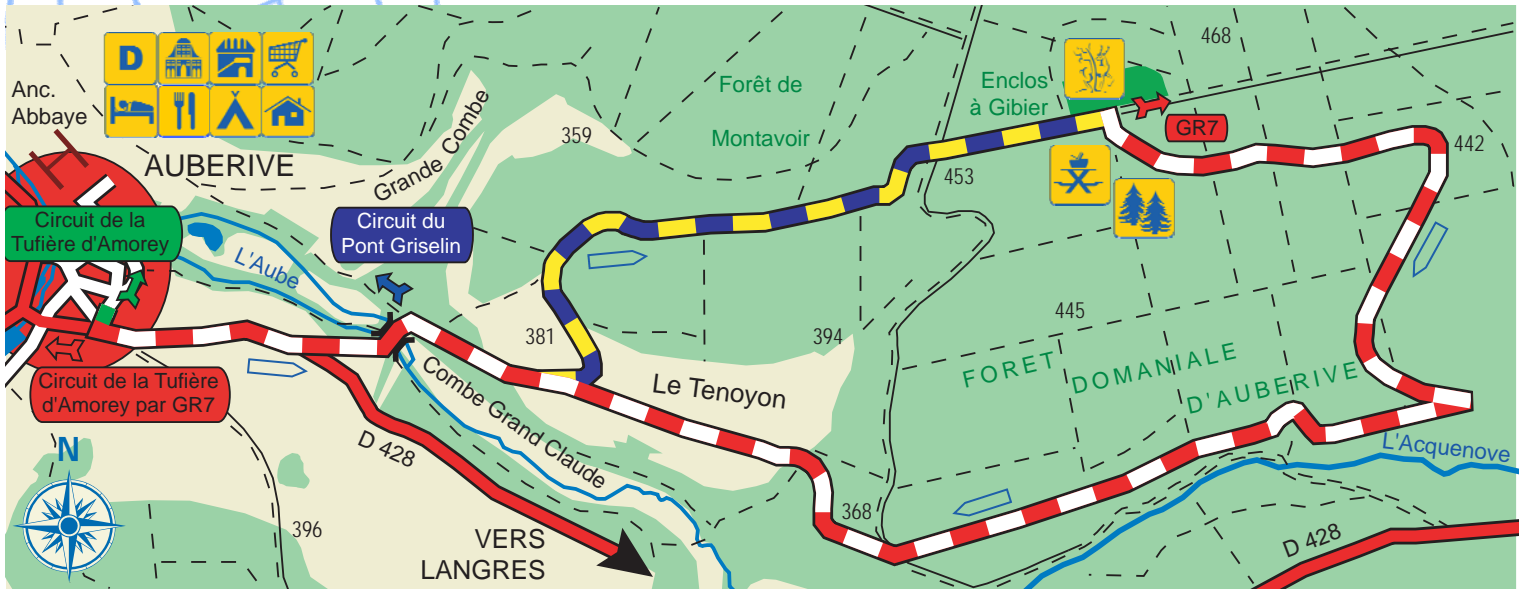 D
Anc.
Abbaye
AUBERIVE
Grande Combe
359
Forêt de
Montavoir
Enclos
à Gibier
468
GR7
442
453
Circuit de la
Tufière d'Amorey
L'Aube
Circuit du
Pont Griselin
381
394
445
FORET
DOMANIALE
D'AUBERIVE
Le Tenoyon
Circuit de la Tufière
d'Amorey par GR7
Combe Grand Claude
D 428
L'Acquenove
N
396
368
VERS
LANGRES
D 428